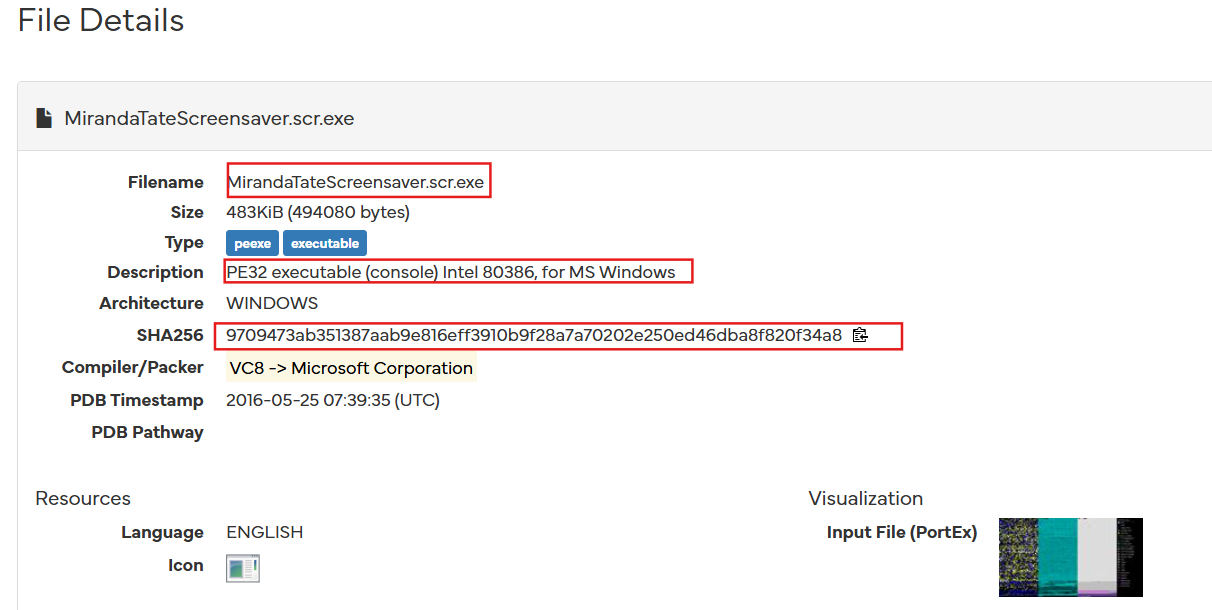 File Details
MirandaTateScreensaver.scr.exe
Filename MirandaTateScreensaver.scr.exe
Size 483KiB (494080 bytes)
Type peexe executable
Description PE32 executable (console) Intel 80386, for MS Windows
Architecture WINDOWS
SHA256 9709473ab351387aab9e816eff3910b9f28a7a70202e250ed46dba8f820f34a8
Compiler/Packer VC8 -> Microsoft Corporation
PDB Timestamp 2016-05-25 07:39:35 (UTC)
PDB Pathway
Resources
Language ENGLISH
Icon
Visualization
Input File (PortEx)